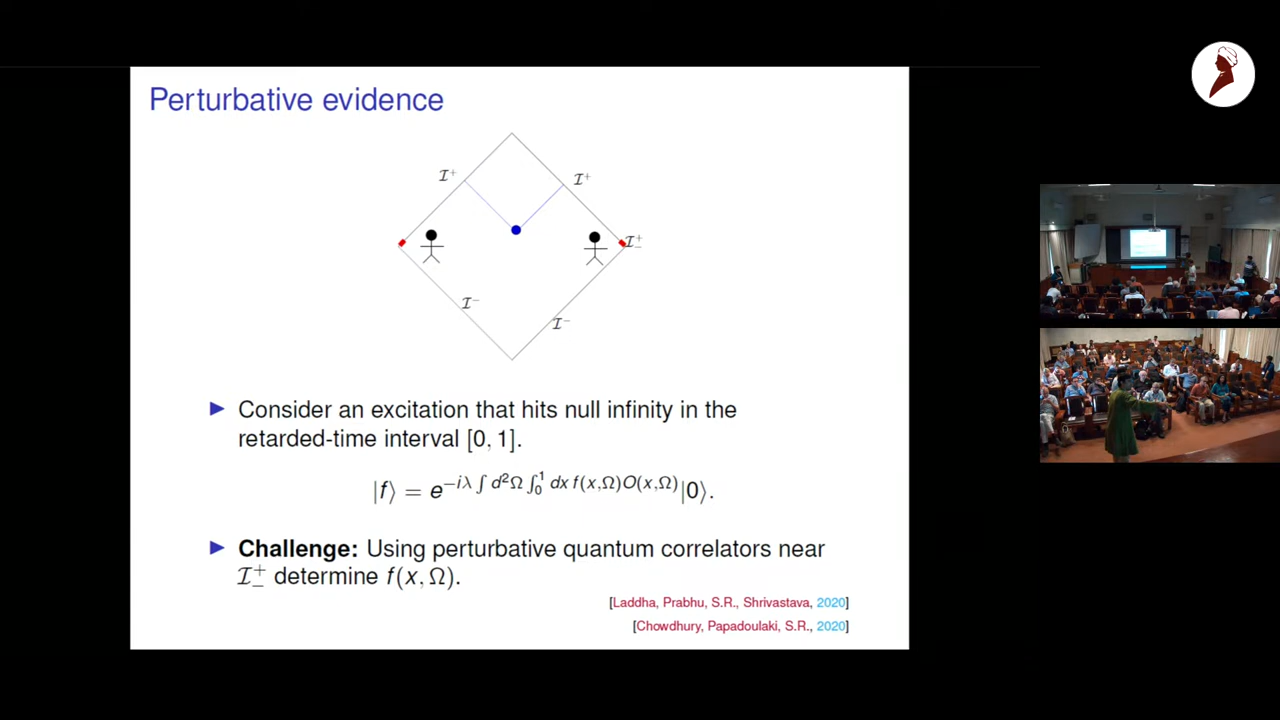 Perturbative evidence
ℐ⁺ ℐ⁺
ℐ⁺₋
ℐ⁻
ℐ⁻
► Consider an excitation that hits null infinity in the
retarded-time interval [0, 1].
|f⟩ = e^{−iλ ∫ d²Ω ∫₀¹ dx f(x,Ω)O(x,Ω)}|0⟩.
► Challenge: Using perturbative quantum correlators near
ℐ⁺₋ determine f(x, Ω).
[Laddha, Prabhu, S.R., Shrivastava, 2020]
[Chowdhury, Papadoulaki, S.R., 2020]